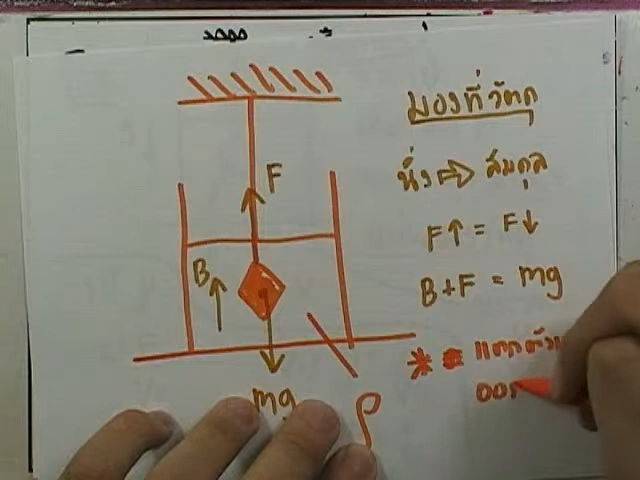 F
B
mg
ρ
มองที่วัตถุ
นิ่ง ⇒ สมดุล
F↑ = F↓
B+F = mg